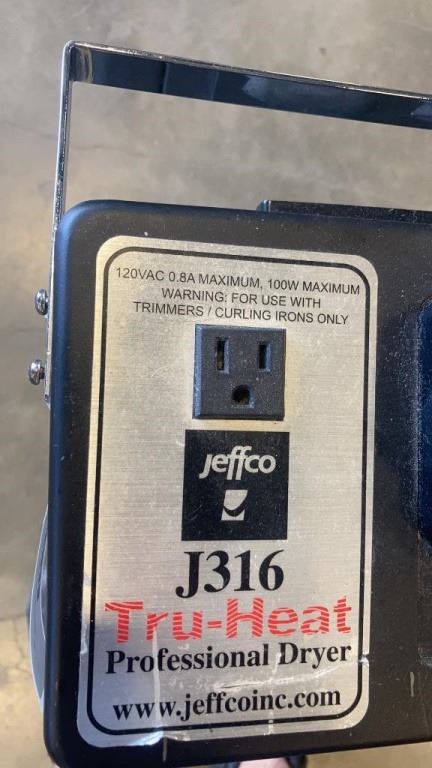 120VAC 0.8A MAXIMUM, 100W MAXIMUM
WARNING: FOR USE WITH
TRIMMERS / CURLING IRONS ONLY
Jeffco
J316
Tru-Heat
Professional Dryer
www.jeffcoinc.com